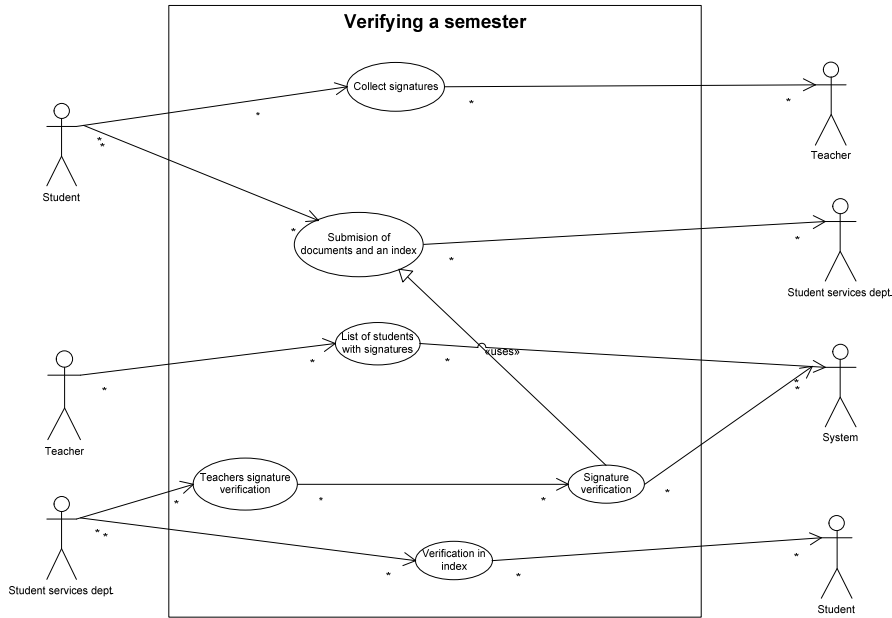 Verifying a semester
Collect signatures
*
*
*
Teacher
*
*
Student
*
Submision of
documents and an index
*
*
Student services dept.
List of students
with signatures
«uses»
*
*
*
*
*
Teacher
System
Teachers signature
verification
Signature
verification
*
*
*
*
*
*
Student services dept.
Verification in
index
*
*
*
Student